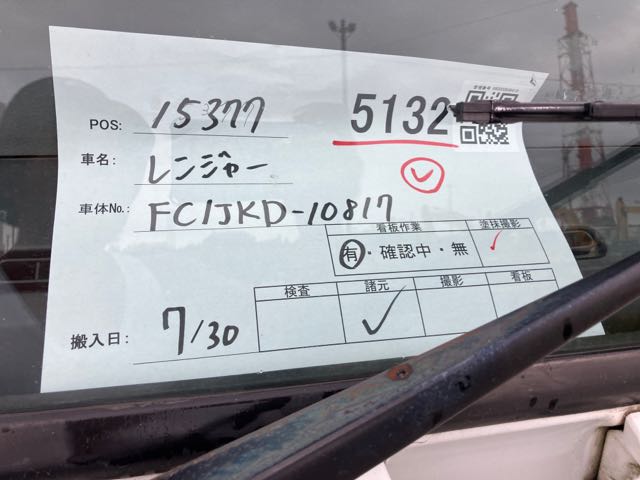 POS: 15377 5132
車名: レンジャー
車体No.: FC1JKD-10817
看板作業 塗抹撮影
有・確認中・無
検査 諸元 撮影 看板
搬入日: 7/30